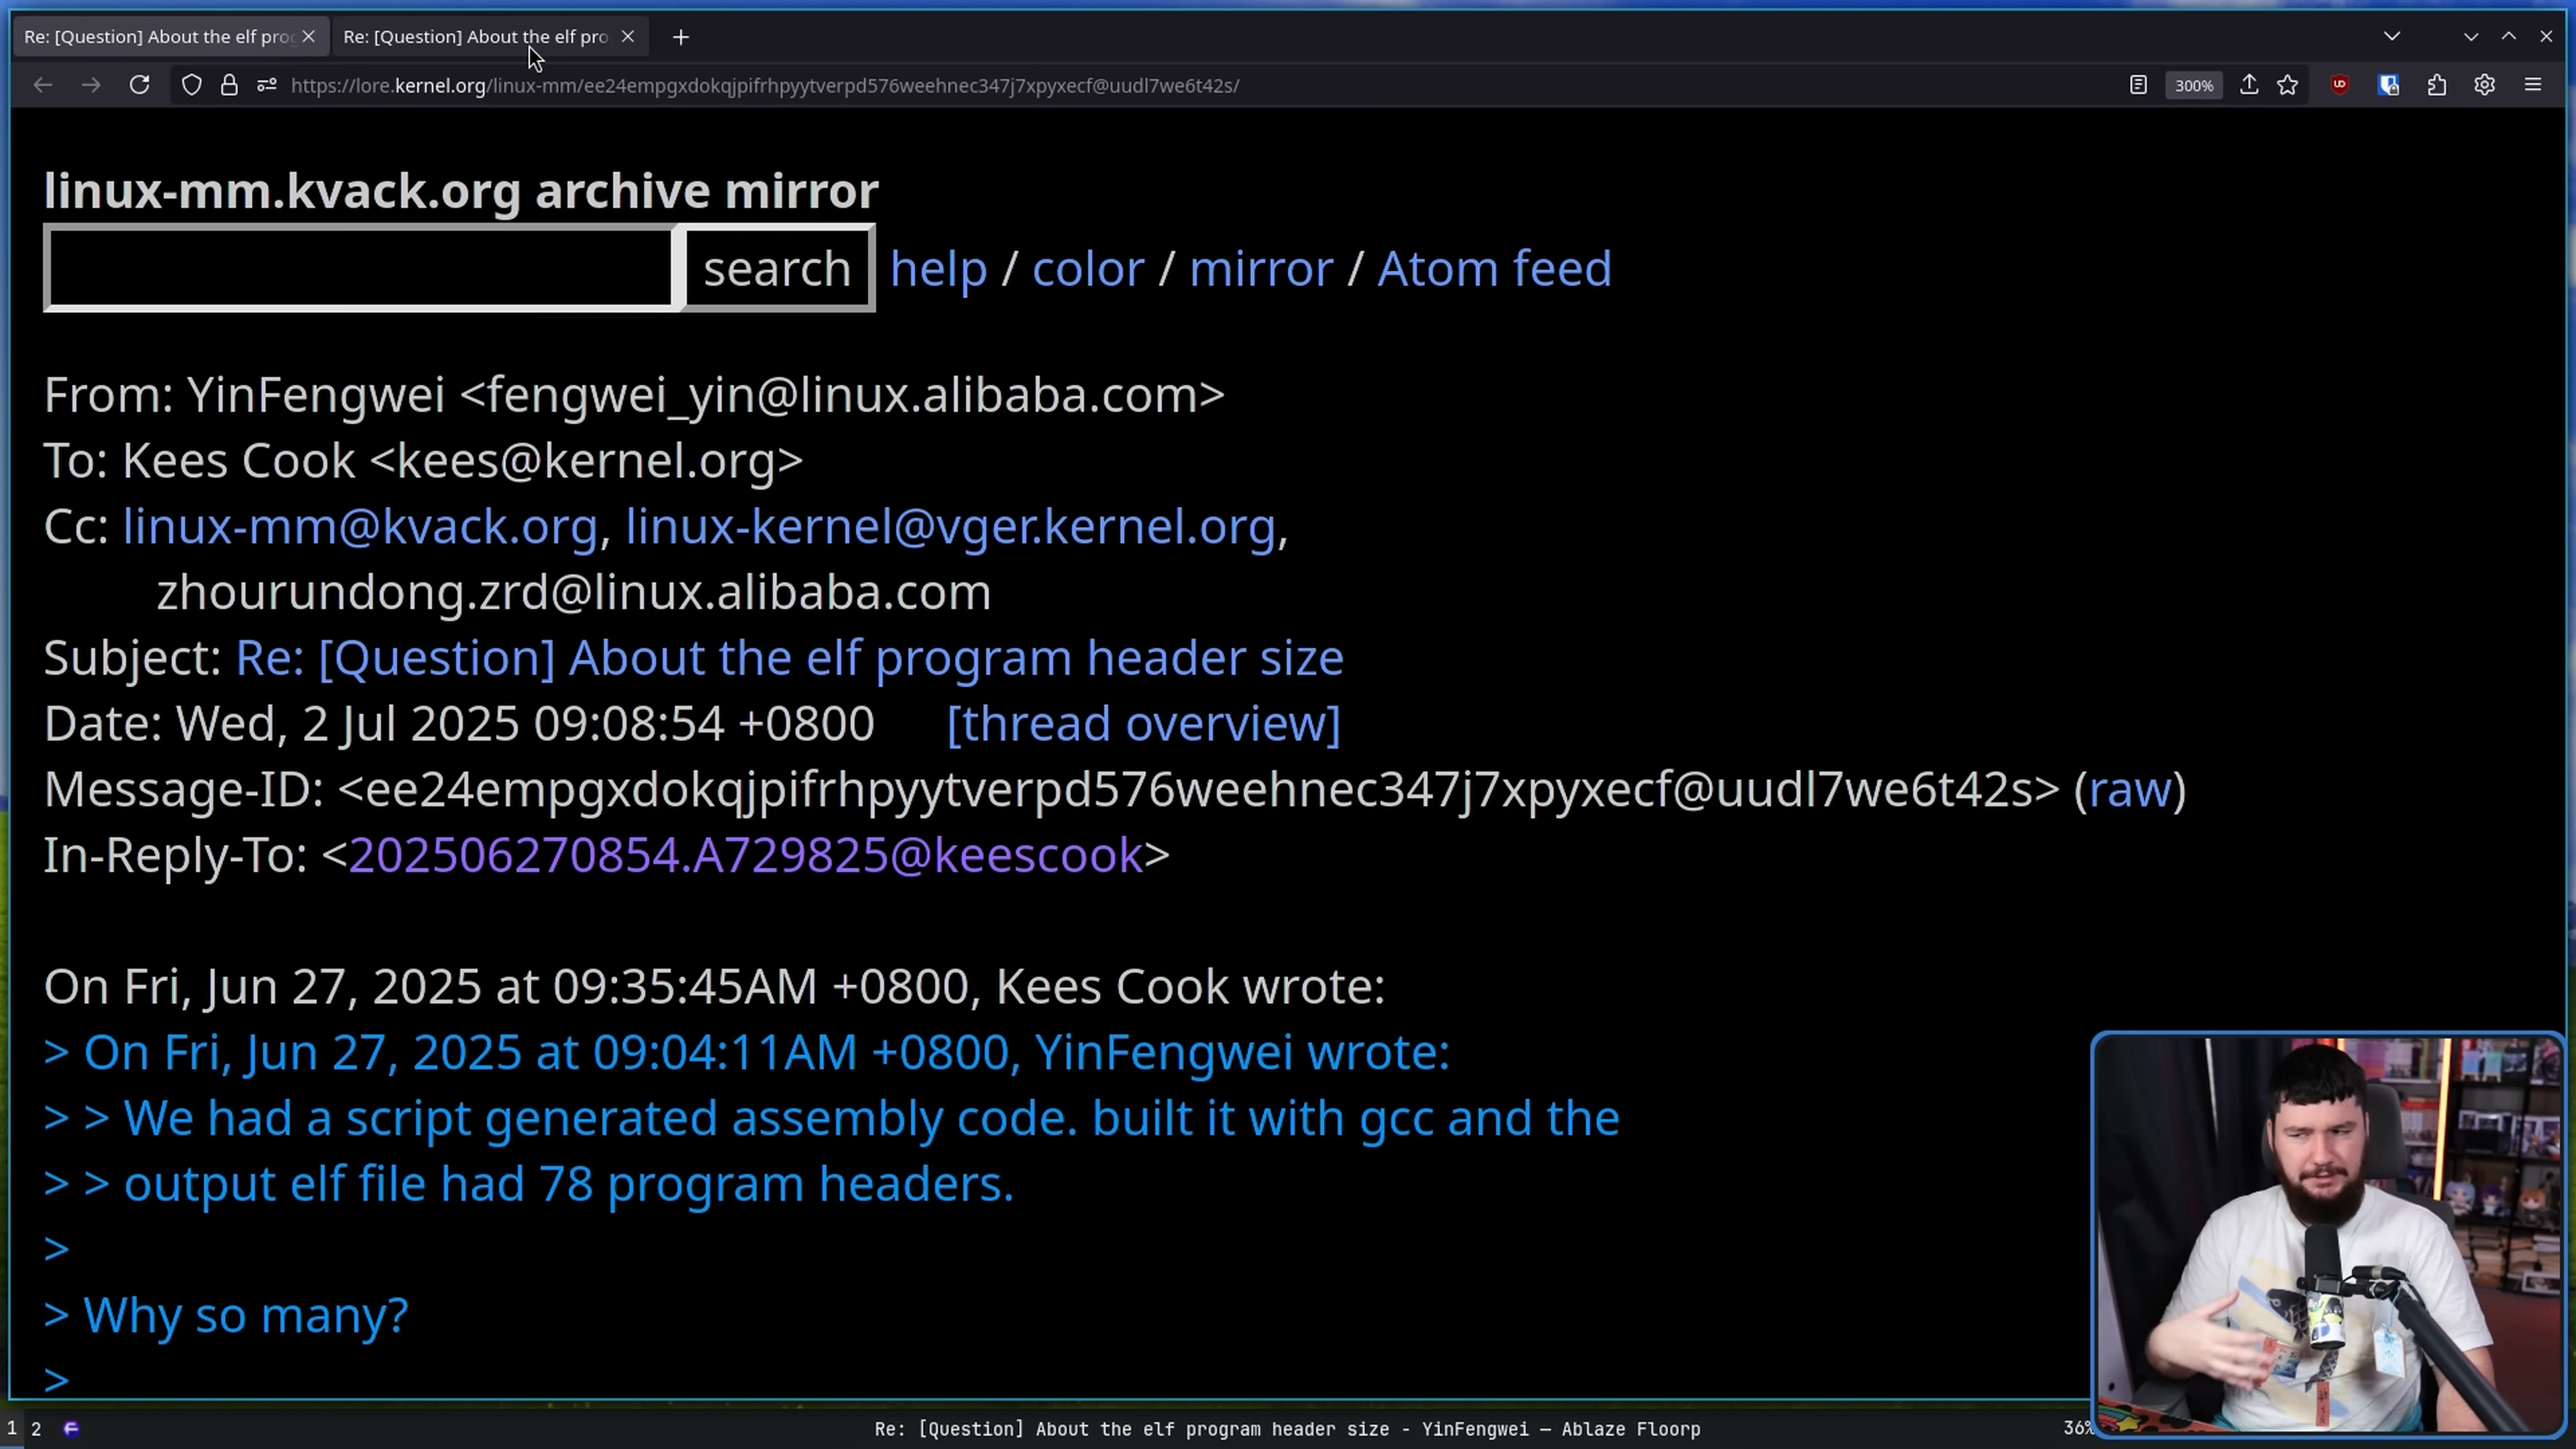 Re: [Question] About the elf prog
Re: [Question] About the elf pro
https://lore.kernel.org/linux-mm/ee24empgxdokqjpifrhpyytverpd576weehnec347j7xpyxecf@uudl7we6t42s/
300%
linux-mm.kvack.org archive mirror
search help / color / mirror / Atom feed
From: YinFengwei <fengwei_yin@linux.alibaba.com>
To: Kees Cook <kees@kernel.org>
Cc: linux-mm@kvack.org, linux-kernel@vger.kernel.org,
zhourundong.zrd@linux.alibaba.com
Subject: Re: [Question] About the elf program header size
Date: Wed, 2 Jul 2025 09:08:54 +0800 [thread overview]
Message-ID: <ee24empgxdokqjpifrhpyytverpd576weehnec347j7xpyxecf@uudl7we6t42s> (raw)
In-Reply-To: <202506270854.A729825@keescook>
On Fri, Jun 27, 2025 at 09:35:45AM +0800, Kees Cook wrote:
> On Fri, Jun 27, 2025 at 09:04:11AM +0800, YinFengwei wrote:
> > We had a script generated assembly code. built it with gcc and the
> > output elf file had 78 program headers.
>
> Why so many?
>
1 2 Re: [Question] About the elf program header size - YinFengwei — Ablaze Floorp 36%